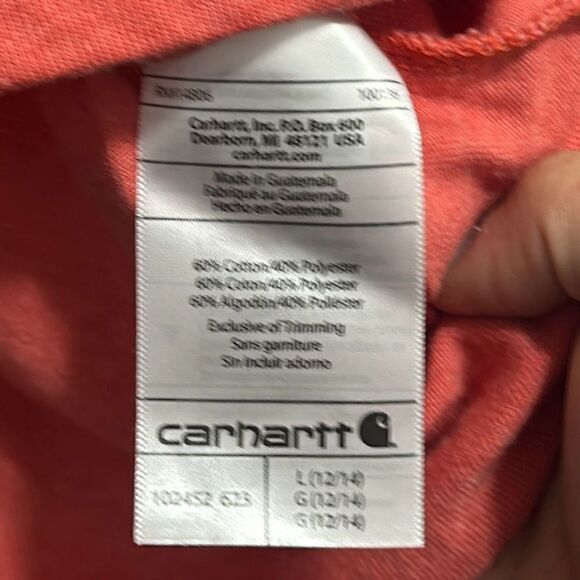 RN14806
Carhartt, Inc. P.O. Box 600
Dearborn, MI 48121 USA
carhartt.com
Made in Guatemala
Fabriqué au Guatemala
Hecho en Guatemala
60% Cotton/40% Polyester
60% Coton/40% Polyester
60% Algodón/40% Poliéster
Exclusive of Trimming
Sans garniture
Sin incluir adorno
carhartt
102452 623
L (12/14)
G (12/14)
G (12/14)